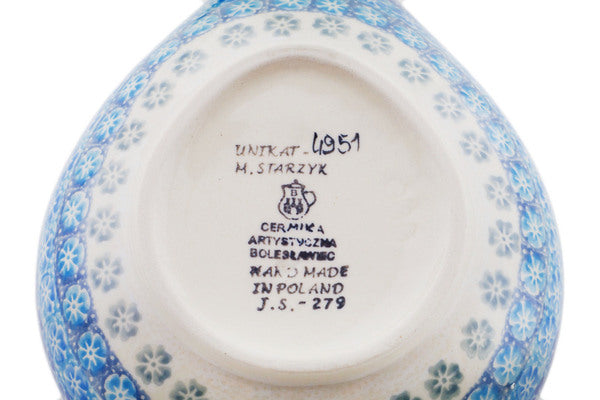 UNIKAT-4951
M. STARZYK
B
CERMIKA
ARTYSTYCZNA
BOLESŁAWIEC
HAND MADE
IN POLAND
J.S.-279